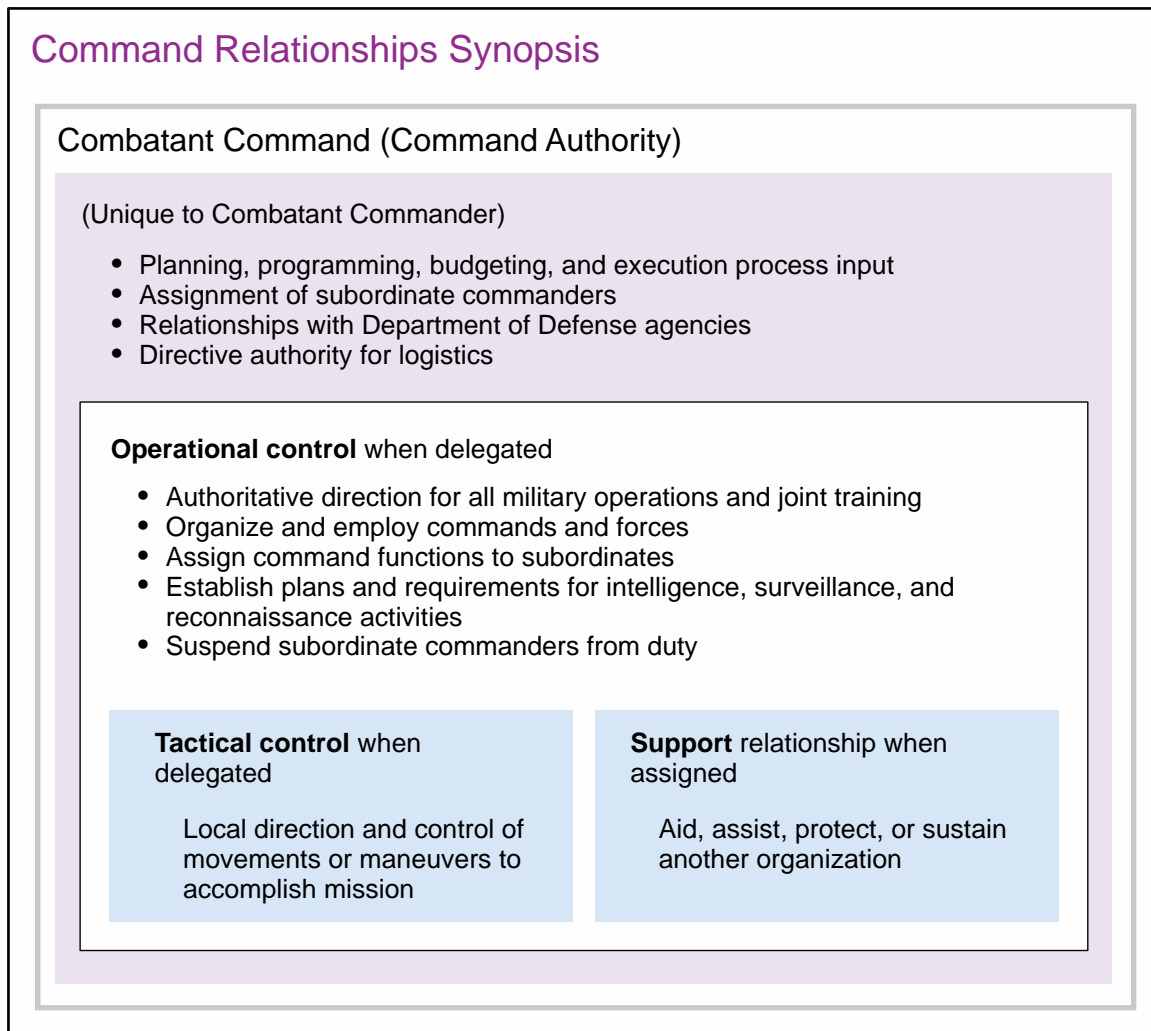 Command Relationships Synopsis
Combatant Command (Command Authority)
(Unique to Combatant Commander)
• Planning, programming, budgeting, and execution process input
• Assignment of subordinate commanders
• Relationships with Department of Defense agencies
• Directive authority for logistics
Operational control when delegated
• Authoritative direction for all military operations and joint training
• Organize and employ commands and forces
• Assign command functions to subordinates
• Establish plans and requirements for intelligence, surveillance, and
reconnaissance activities
• Suspend subordinate commanders from duty
Tactical control when
delegated
Local direction and control of
movements or maneuvers to
accomplish mission
Support relationship when
assigned
Aid, assist, protect, or sustain
another organization